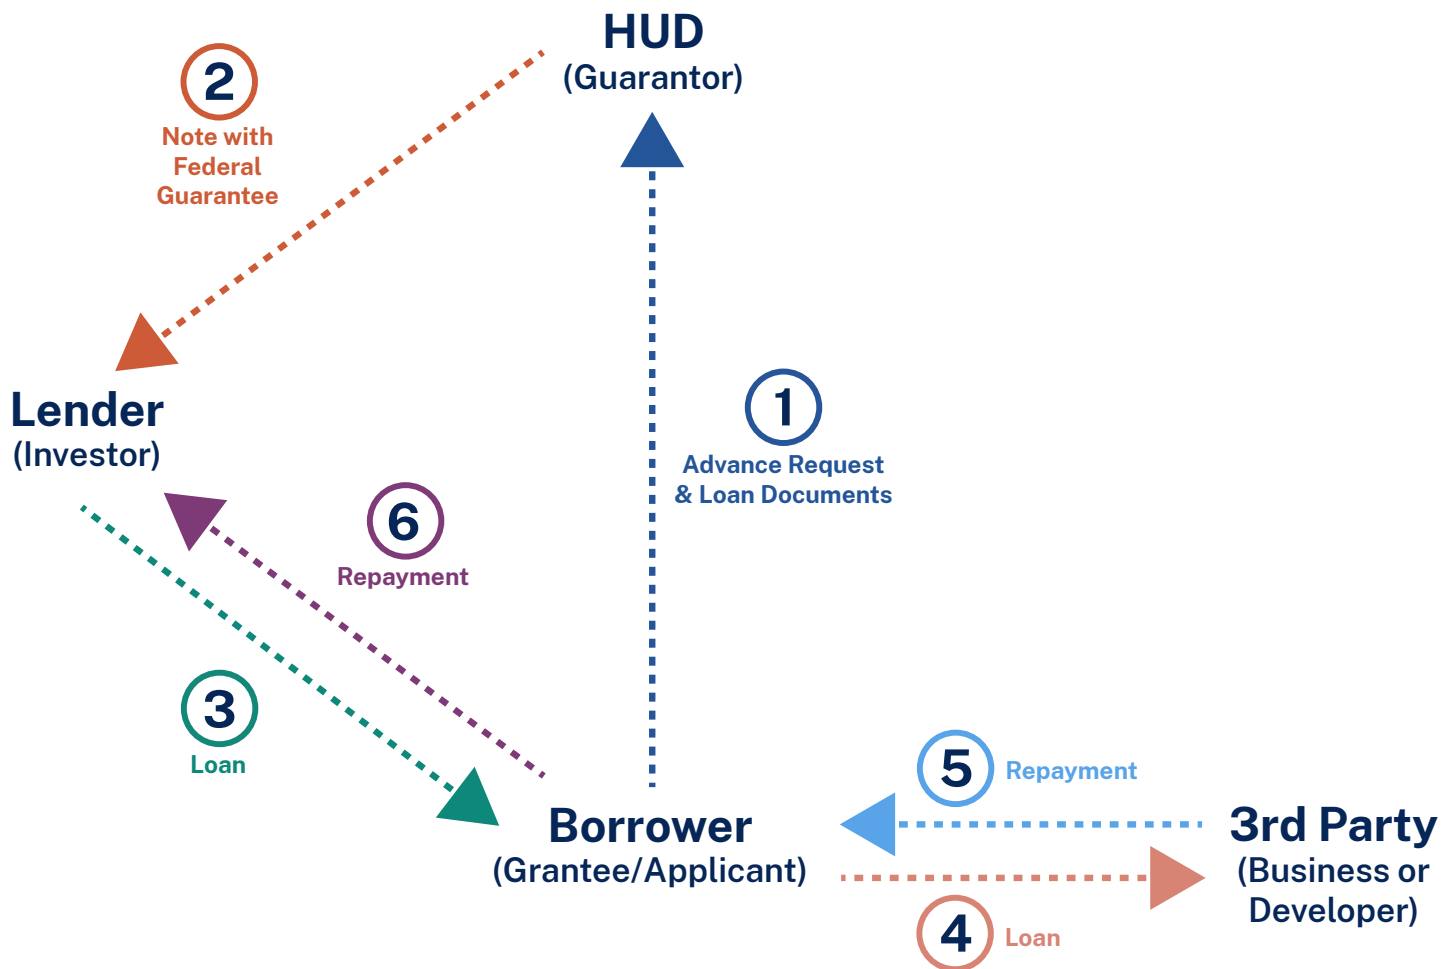 HUD
(Guarantor)
2
Note with
Federal
Guarantee
Lender
(Investor)
1
Advance Request
& Loan Documents
6
Repayment
3
Loan
5
Repayment
Borrower
(Grantee/Applicant)
3rd Party
(Business or
Developer)
4
Loan